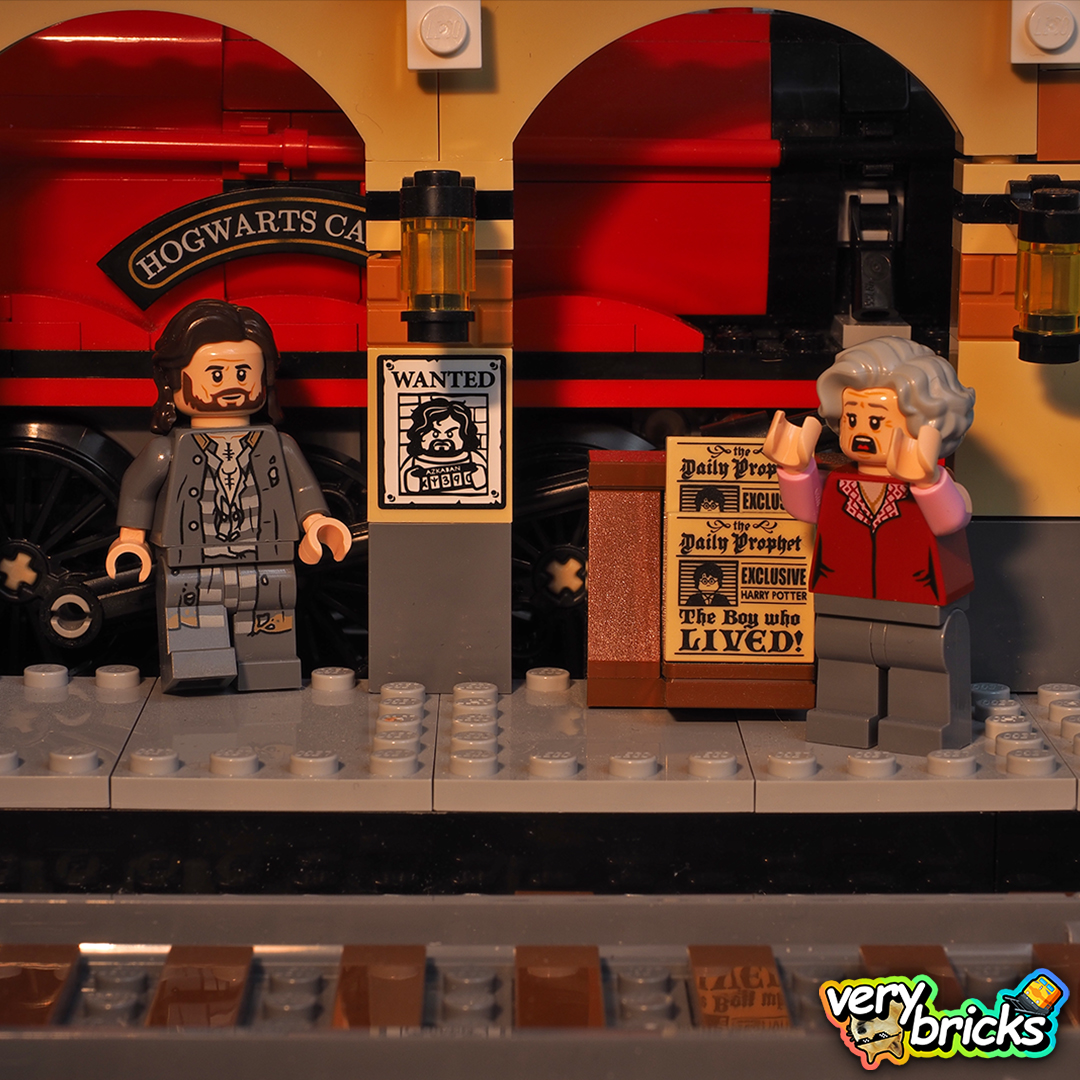 HOGWARTS CA
WANTED
AZKABAN
the
Daily Prop
EXCLUS
the
Daily Prophet
EXCLUSIVE
HARRY POTTER
The Boy who
LIVED!
very
bricks